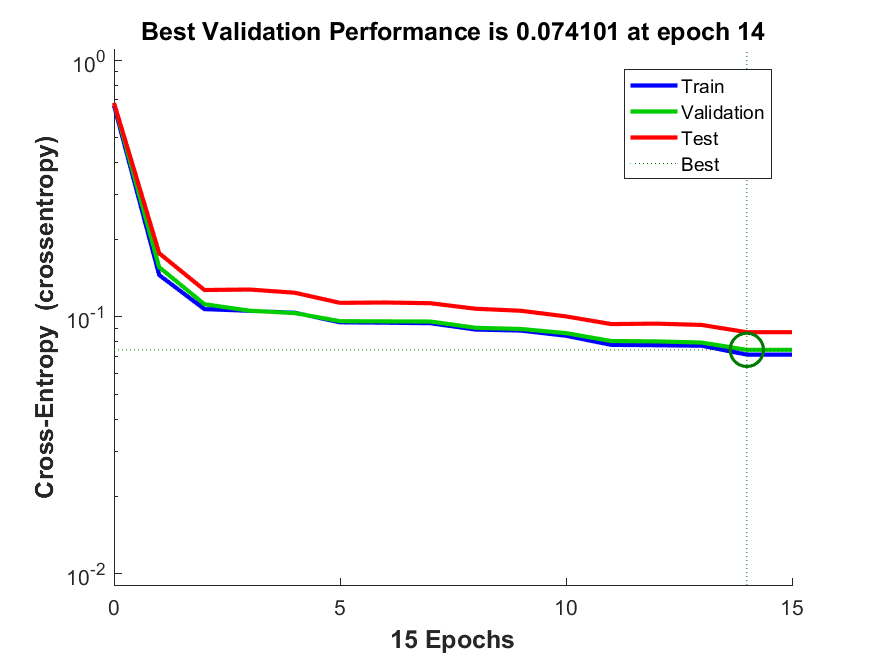 Best Validation Performance is 0.074101 at epoch 14
Cross-Entropy (crossentropy)
10^0
10^-1
10^-2
Train
Validation
Test
Best
0 5 10 15
15 Epochs